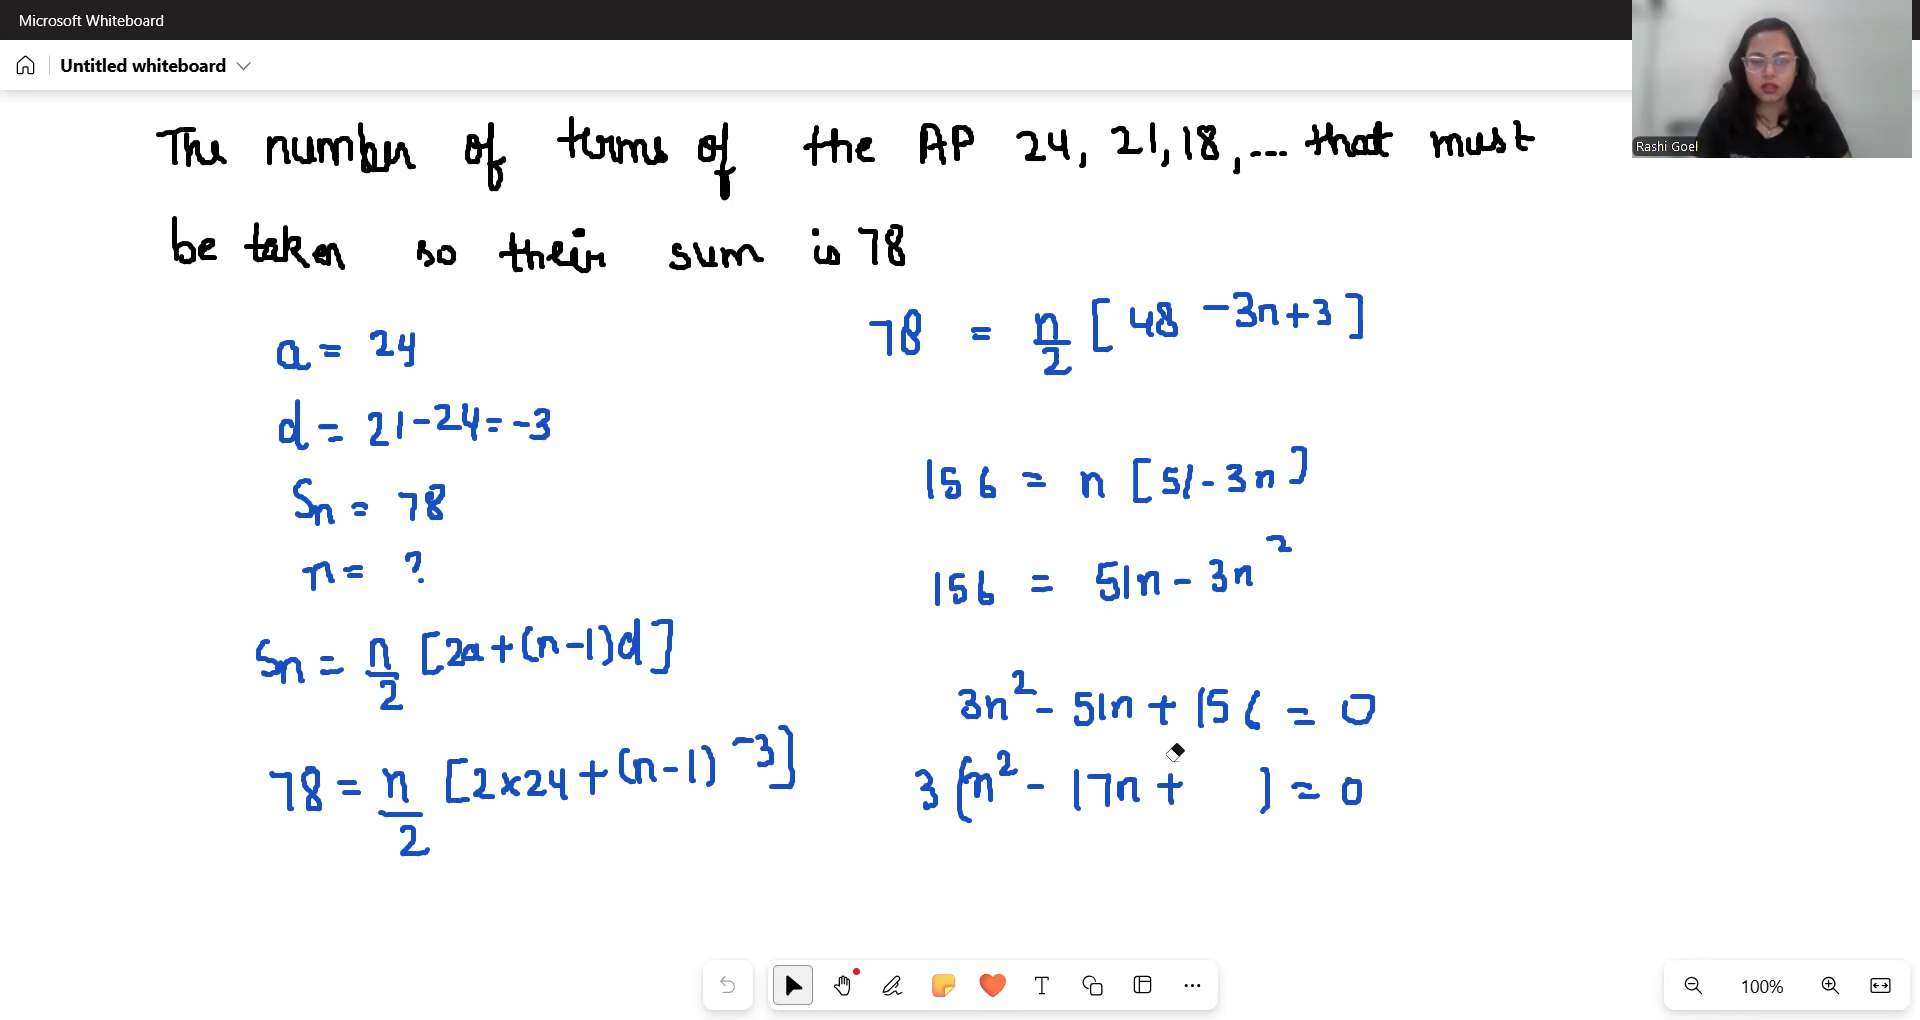 Microsoft Whiteboard
Untitled whiteboard
Rashi Goel
The number of terms of the AP 24, 21, 18, ... that must
be taken so their sum is 78
a = 24
d = 21 - 24 = -3
Sn = 78
n = ?
Sn = n/2 [2a + (n-1)d]
78 = n/2 [2x24 + (n-1) -3]
78 = n/2 [48 -3n+3]
156 = n [51 - 3n]
156 = 51n - 3n²
3n² - 51n + 156 = 0
3(n² - 17n + ) = 0
100%